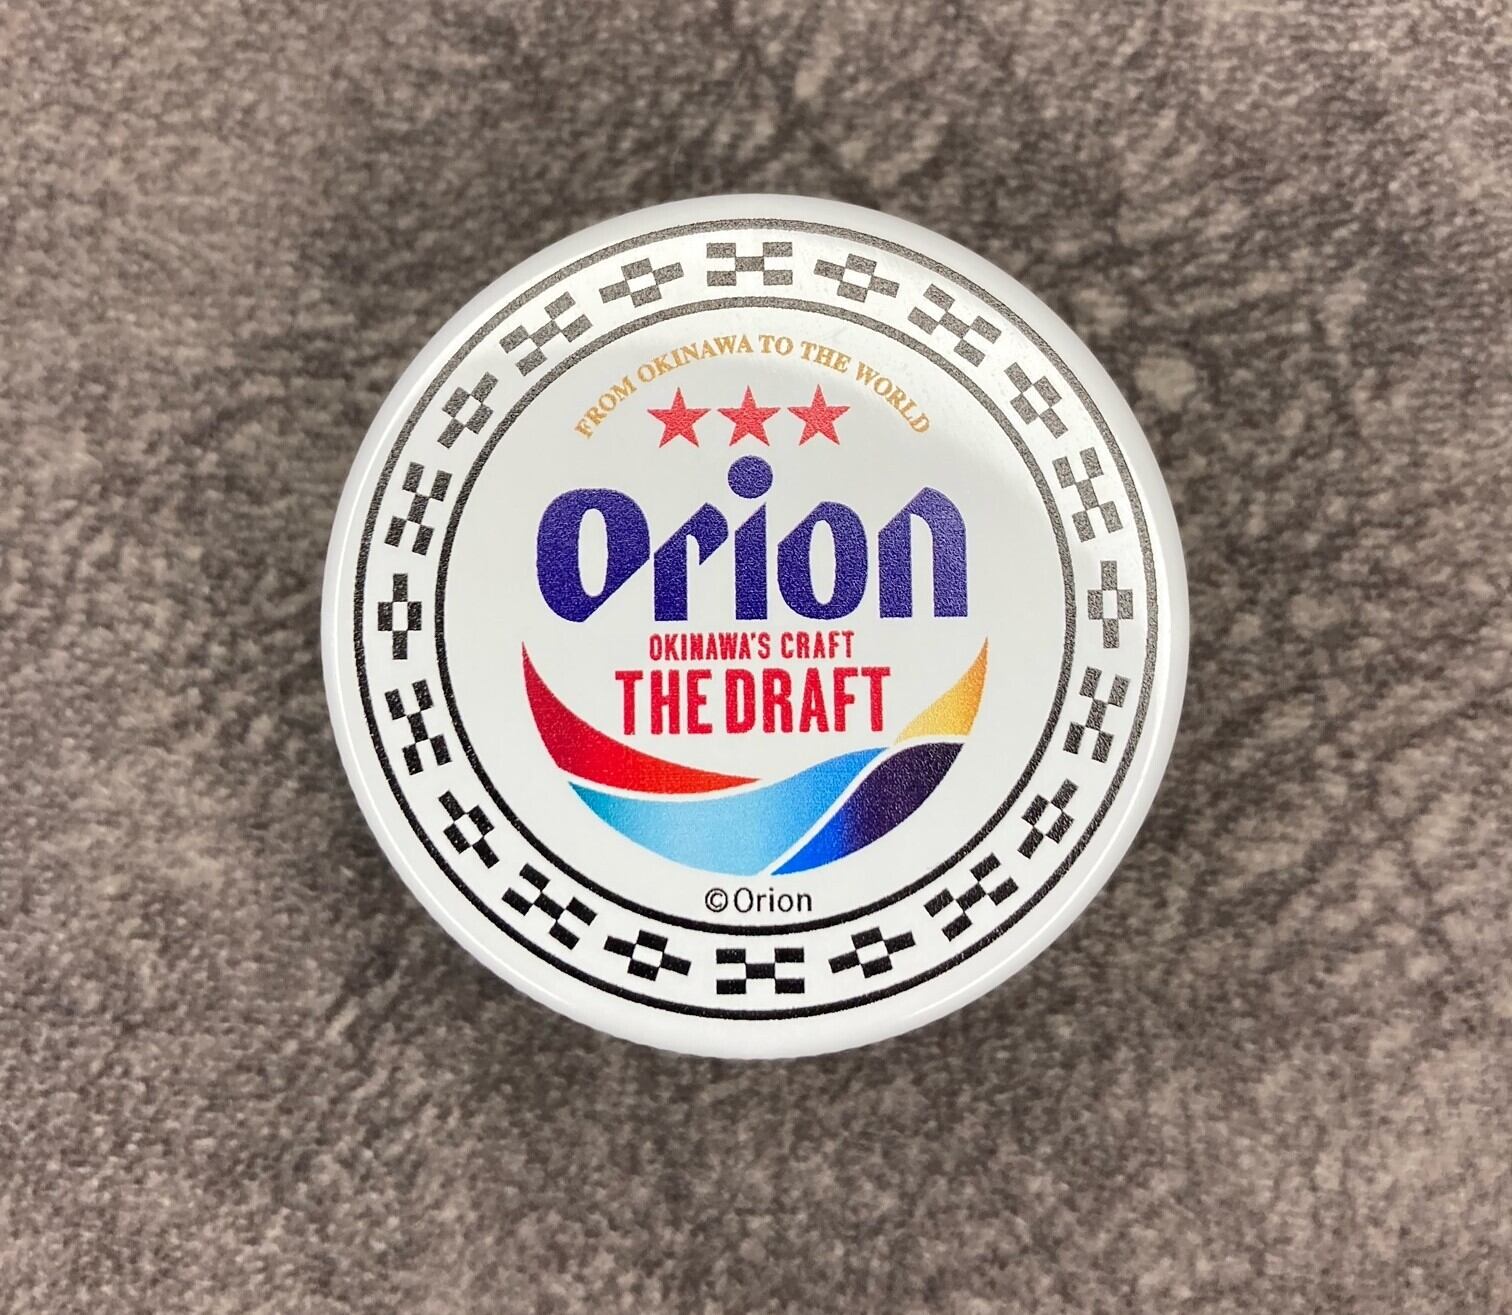 FROM OKINAWA TO THE WORLD
Orion
OKINAWA'S CRAFT
THE DRAFT
©Orion